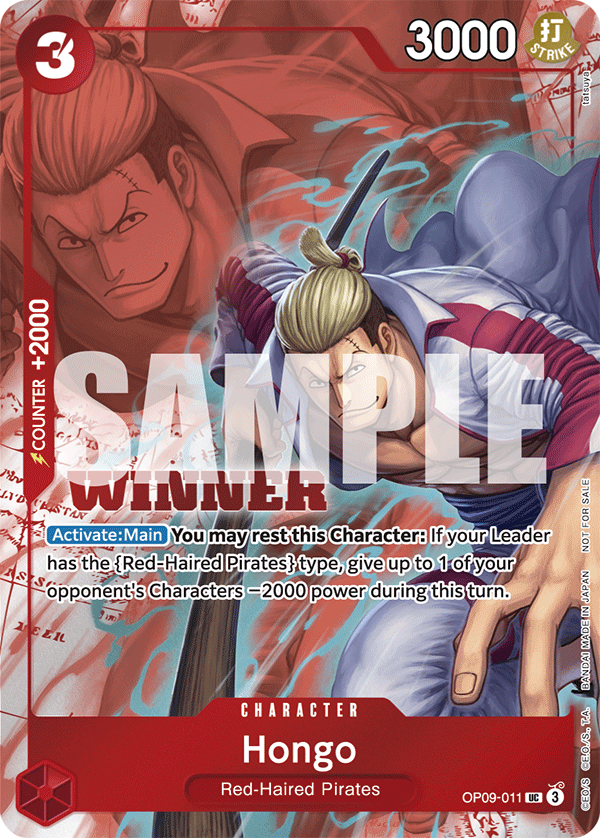 3
3000
打
STRIKE
tatsuya
COUNTER +2000
SAMPLE
WINNER
Activate:Main You may rest this Character: If your Leader
has the {Red-Haired Pirates} type, give up to 1 of your
opponent's Characters −2000 power during this turn.
NOT FOR SALE
BANDAI MADE IN JAPAN
©E.O/S. ©E.O./S., T.A.
CHARACTER
Hongo
Red-Haired Pirates
OP09-011 UC 3